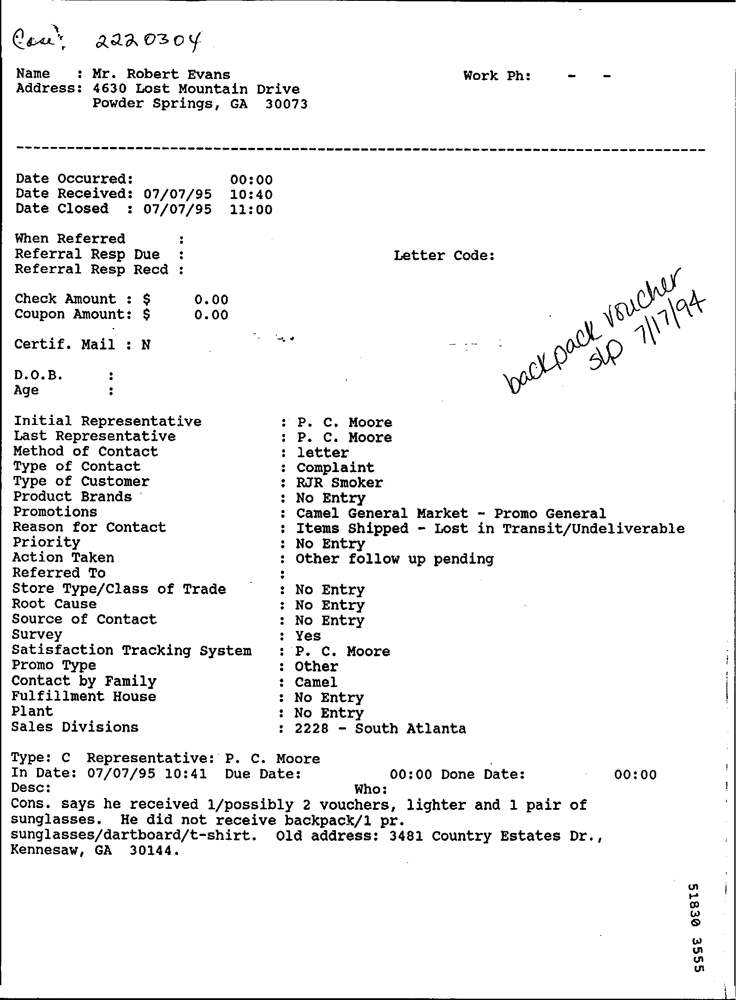 Case: 2220304
Name : Mr. Robert Evans Work Ph: - -
Address: 4630 Lost Mountain Drive
Powder Springs, GA 30073
Date Occurred: 00:00
Date Received: 07/07/95 10:40
Date Closed : 07/07/95 11:00
When Referred :
Referral Resp Due : Letter Code:
Referral Resp Recd :
Check Amount : $ 0.00
Coupon Amount: $ 0.00
backpack voucher
slp 7/17/94
Certif. Mail : N
D.O.B. :
Age :
Initial Representative : P. C. Moore
Last Representative : P. C. Moore
Method of Contact : letter
Type of Contact : Complaint
Type of Customer : RJR Smoker
Product Brands : No Entry
Promotions : Camel General Market - Promo General
Reason for Contact : Items Shipped - Lost in Transit/Undeliverable
Priority : No Entry
Action Taken : Other follow up pending
Referred To :
Store Type/Class of Trade : No Entry
Root Cause : No Entry
Source of Contact : No Entry
Survey : Yes
Satisfaction Tracking System : P. C. Moore
Promo Type : Other
Contact by Family : Camel
Fulfillment House : No Entry
Plant : No Entry
Sales Divisions : 2228 - South Atlanta
Type: C Representative: P. C. Moore
In Date: 07/07/95 10:41 Due Date: 00:00 Done Date: 00:00
Desc: Who:
Cons. says he received 1/possibly 2 vouchers, lighter and 1 pair of
sunglasses. He did not receive backpack/1 pr.
sunglasses/dartboard/t-shirt. Old address: 3481 Country Estates Dr.,
Kennesaw, GA 30144.
51830 3555